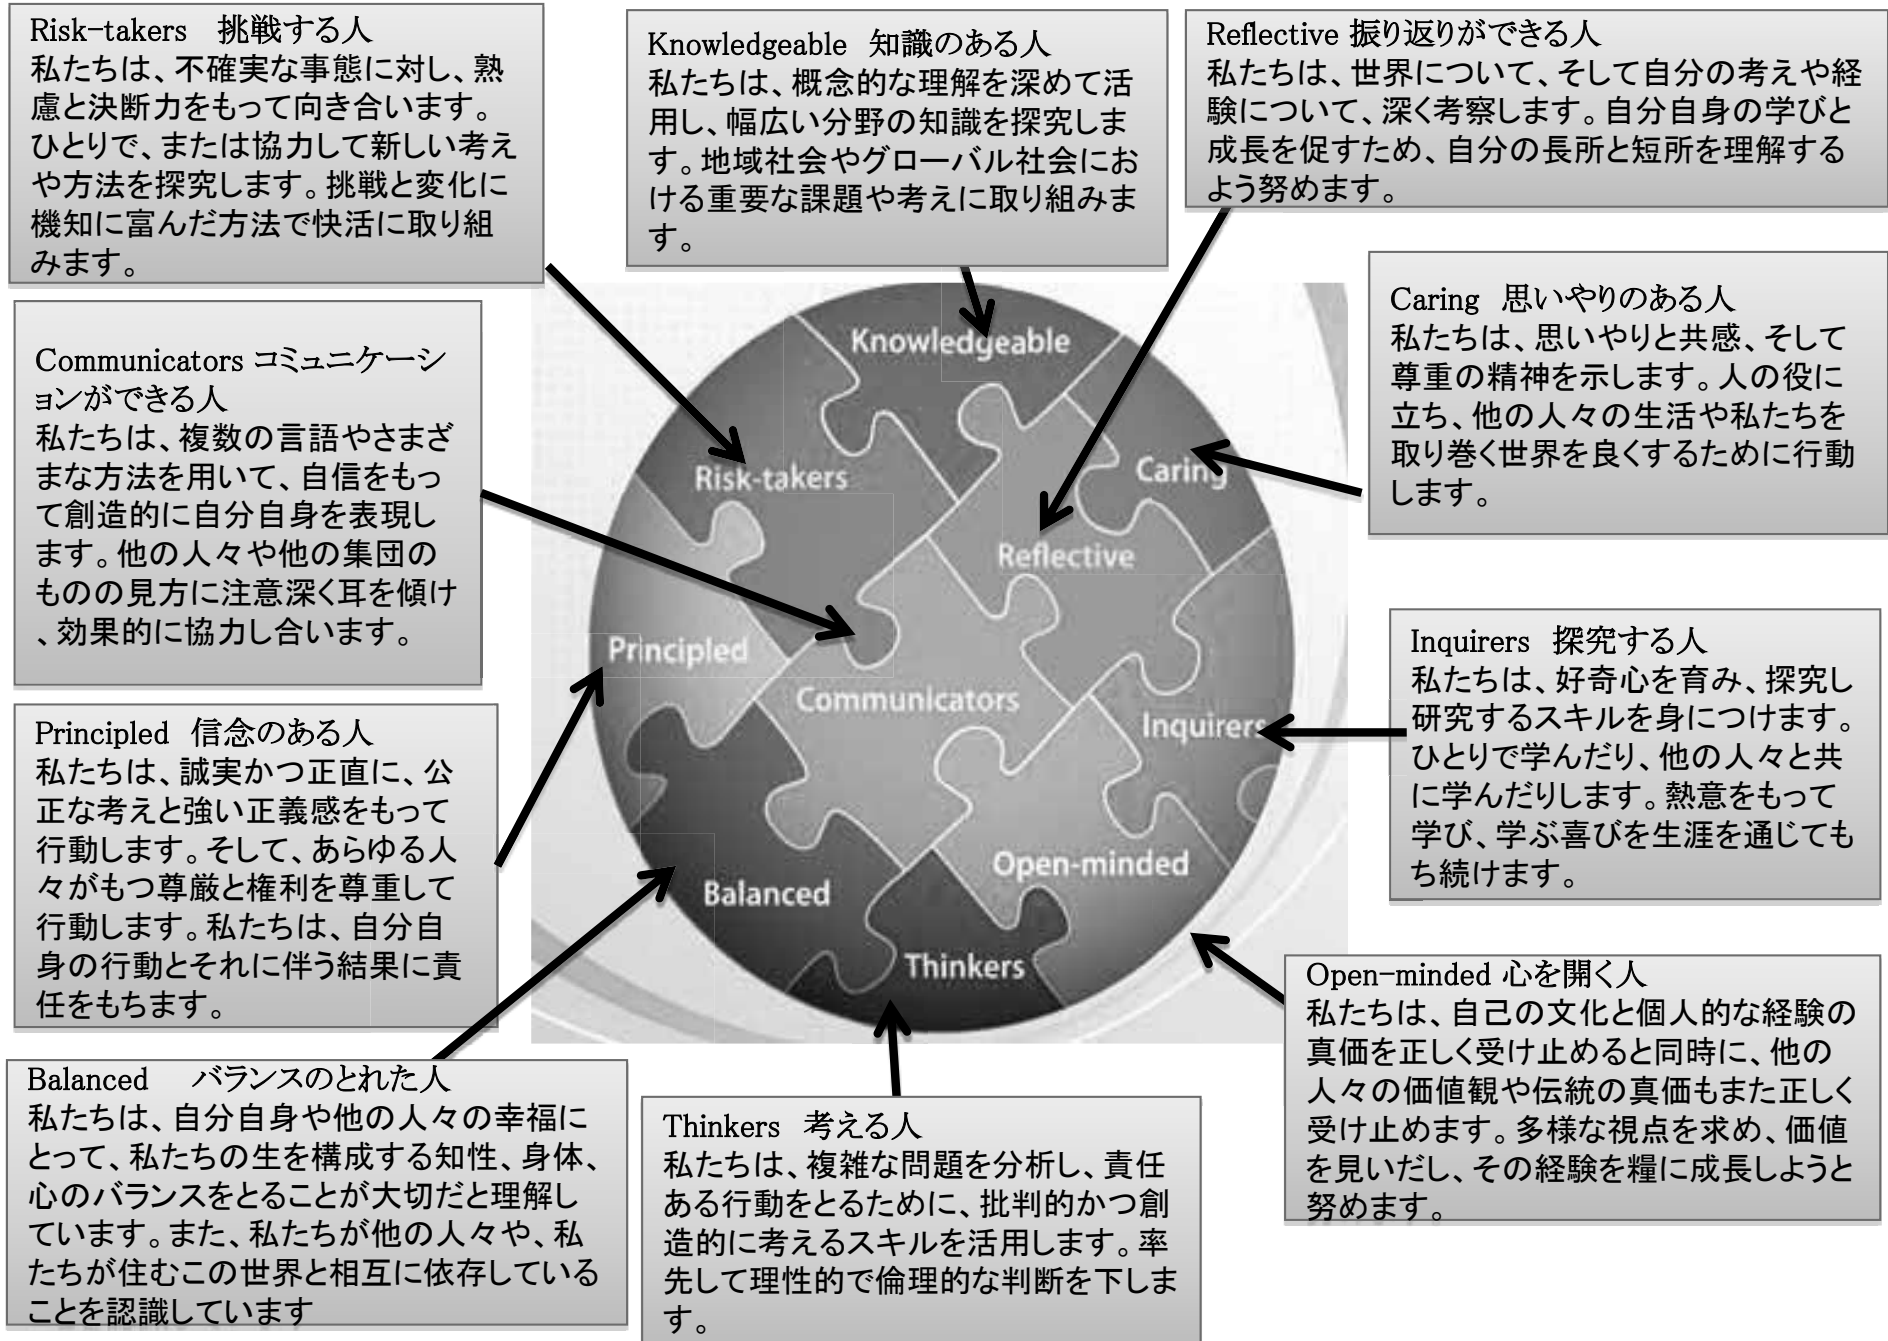 Risk-takers 挑戦する人
私たちは、不確実な事態に対し、熟
慮と決断力をもって向き合います。
ひとりで、または協力して新しい考え
や方法を探究します。挑戦と変化に
機知に富んだ方法で快活に取り組
みます。
Knowledgeable 知識のある人
私たちは、概念的な理解を深めて活
用し、幅広い分野の知識を探究しま
す。地域社会やグローバル社会にお
ける重要な課題や考えに取り組みま
す。
Reflective 振り返りができる人
私たちは、世界について、そして自分の考えや経
験について、深く考察します。自分自身の学びと
成長を促すため、自分の長所と短所を理解する
よう努めます。
Caring 思いやりのある人
私たちは、思いやりと共感、そして
尊重の精神を示します。人の役に
立ち、他の人々の生活や私たちを
取り巻く世界を良くするために行動
します。
Communicators コミュニケーシ
ョンができる人
私たちは、複数の言語やさまざ
まな方法を用いて、自信をもっ
て創造的に自分自身を表現し
ます。他の人々や他の集団の
ものの見方に注意深く耳を傾け
、効果的に協力し合います。
Knowledgeable
Risk-takers
Caring
Reflective
Principled
Communicators
Inquirers
Open-minded
Balanced
Thinkers
Inquirers 探究する人
私たちは、好奇心を育み、探究し
研究するスキルを身につけます。
ひとりで学んだり、他の人々と共
に学んだりします。熱意をもって
学び、学ぶ喜びを生涯を通じても
ち続けます。
Principled 信念のある人
私たちは、誠実かつ正直に、公
正な考えと強い正義感をもって
行動します。そして、あらゆる人
々がもつ尊厳と権利を尊重して
行動します。私たちは、自分自
身の行動とそれに伴う結果に責
任をもちます。
Open-minded 心を開く人
私たちは、自己の文化と個人的な経験の
真価を正しく受け止めると同時に、他の
人々の価値観や伝統の真価もまた正しく
受け止めます。多様な視点を求め、価値
を見いだし、その経験を糧に成長しようと
努めます。
Balanced バランスのとれた人
私たちは、自分自身や他の人々の幸福に
とって、私たちの生を構成する知性、身体、
心のバランスをとることが大切だと理解し
ています。また、私たちが他の人々や、私
たちが住むこの世界と相互に依存している
ことを認識しています
Thinkers 考える人
私たちは、複雑な問題を分析し、責任
ある行動をとるために、批判的かつ創
造的に考えるスキルを活用します。率
先して理性的で倫理的な判断を下しま
す。